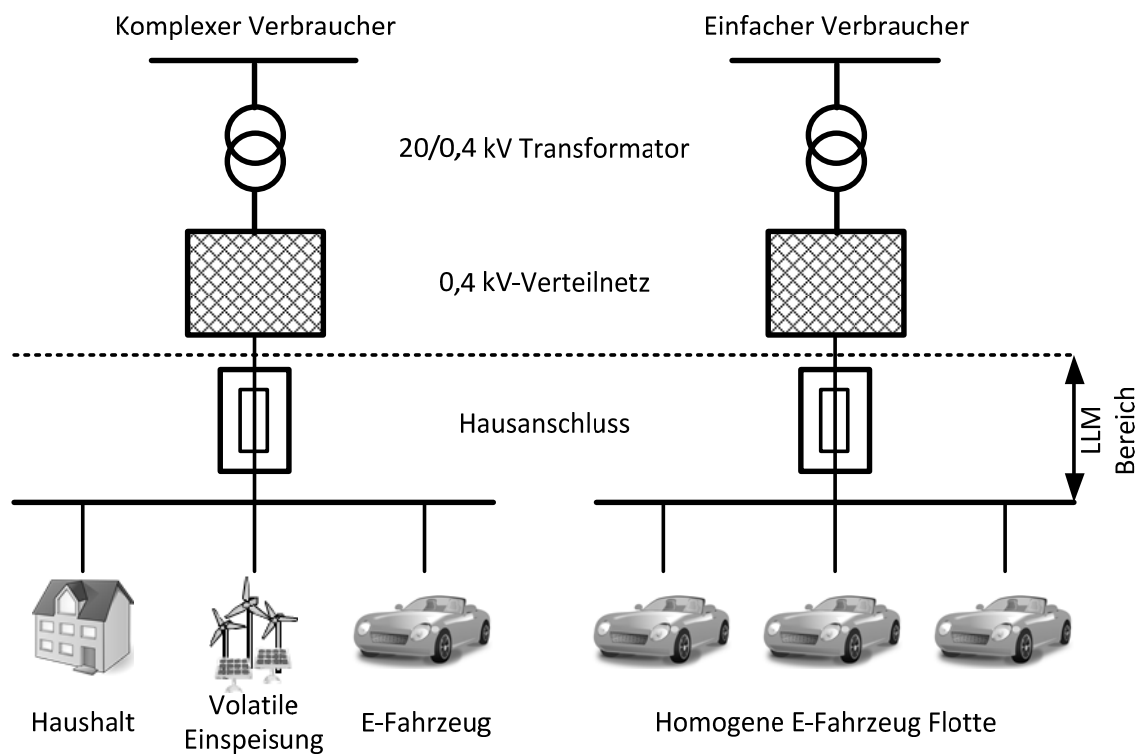 Komplexer Verbraucher
Einfacher Verbraucher
20/0,4 kV Transformator
0,4 kV-Verteilnetz
Hausanschluss
LLM
Bereich
Haushalt
Volatile
Einspeisung
E-Fahrzeug
Homogene E-Fahrzeug Flotte